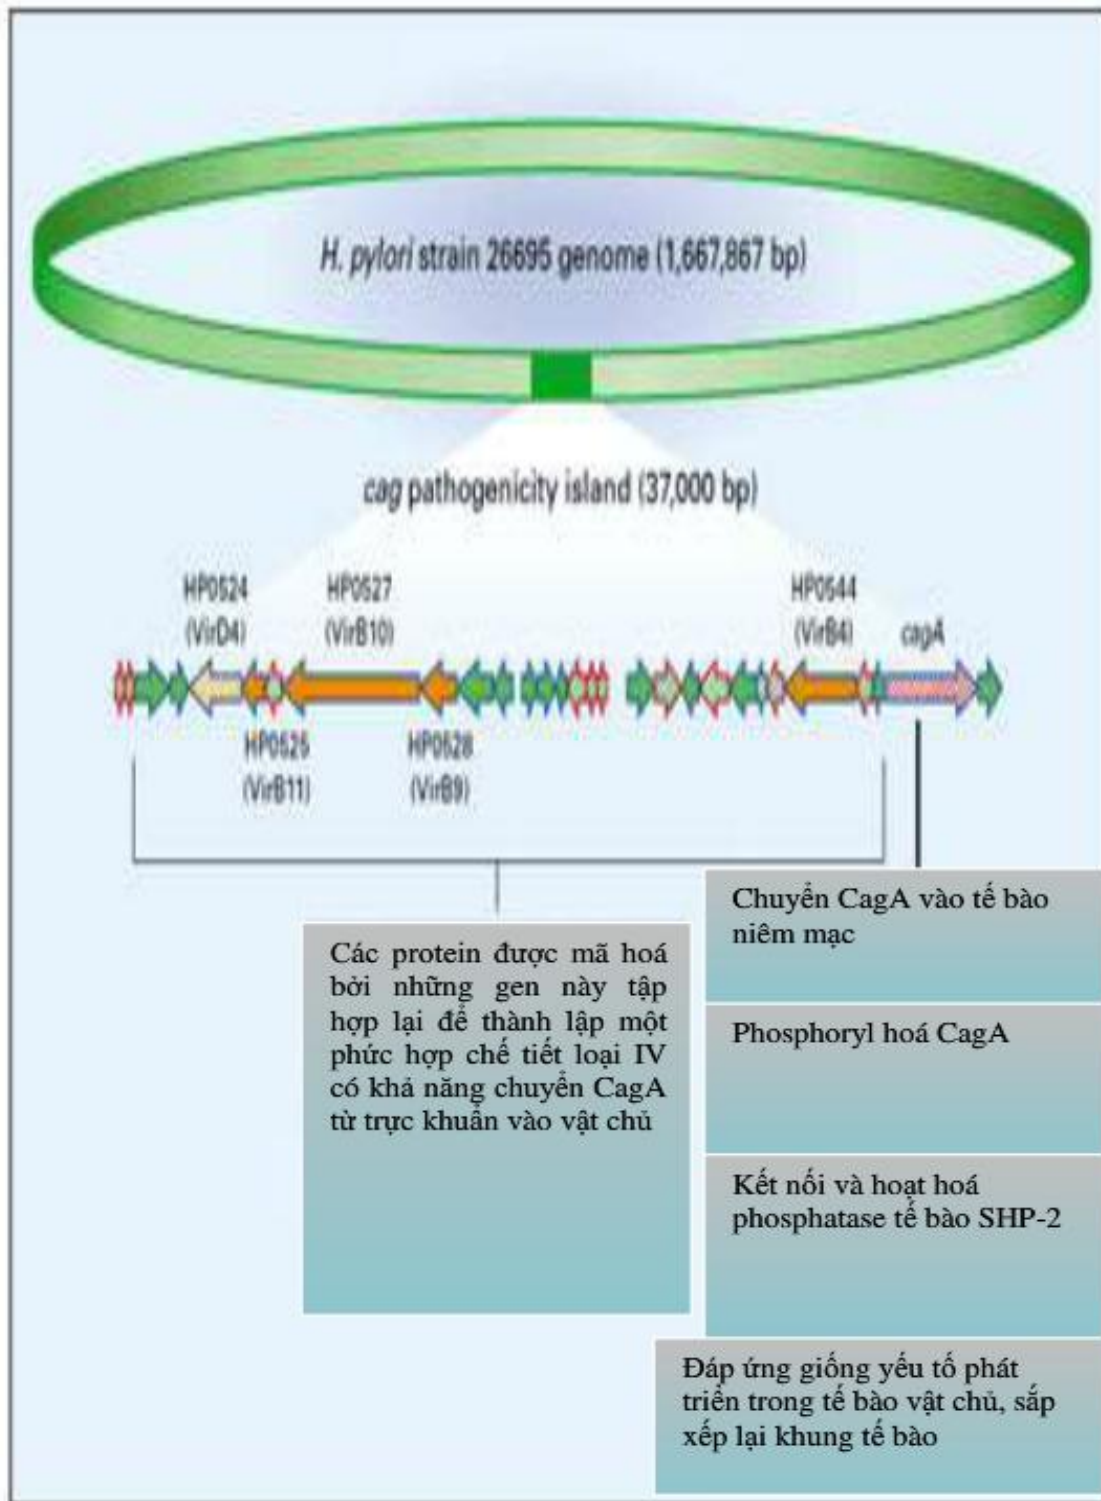 H. pylori strain 26695 genome (1,667,867 bp)
cag pathogenicity island (37,000 bp)
HP0524
(VirD4)
HP0527
(VirB10)
HP0544
(VirB4)
cagA
HP0525
(VirB11)
HP0528
(VirB9)
Các protein được mã hoá
bởi những gen này tập
hợp lại để thành lập một
phức hợp chế tiết loại IV
có khả năng chuyển CagA
từ trực khuẩn vào vật chủ
Chuyển CagA vào tế bào
niêm mạc
Phosphoryl hoá CagA
Kết nối và hoạt hoá
phosphatase tế bào SHP-2
Đáp ứng giống yếu tố phát
triển trong tế bào vật chủ, sắp
xếp lại khung tế bào